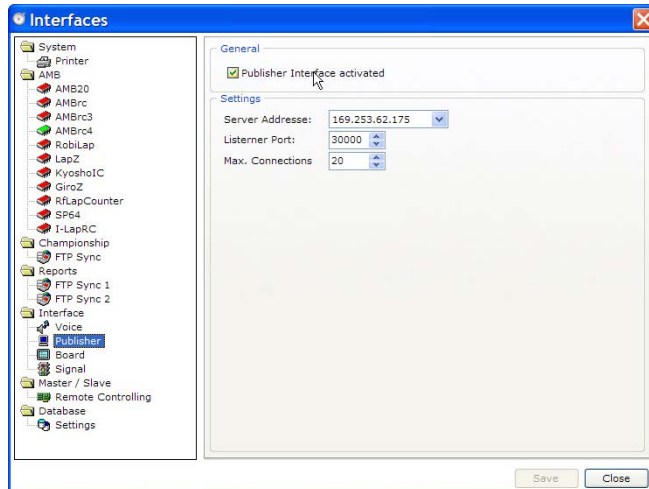 Interfaces
System
Printer
AMB
AMB20
AMBrc
AMBrc3
AMBrc4
RobiLap
LapZ
KyoshoIC
GiroZ
RfLapCounter
SP64
I-LapRC
Championship
FTP Sync
Reports
FTP Sync 1
FTP Sync 2
Interface
Voice
Publisher
Board
Signal
Master / Slave
Remote Controlling
Database
Settings
General
Publisher Interface activated
Settings
Server Addresse: 169.253.62.175
Listerner Port: 30000
Max. Connections 20
Save Close